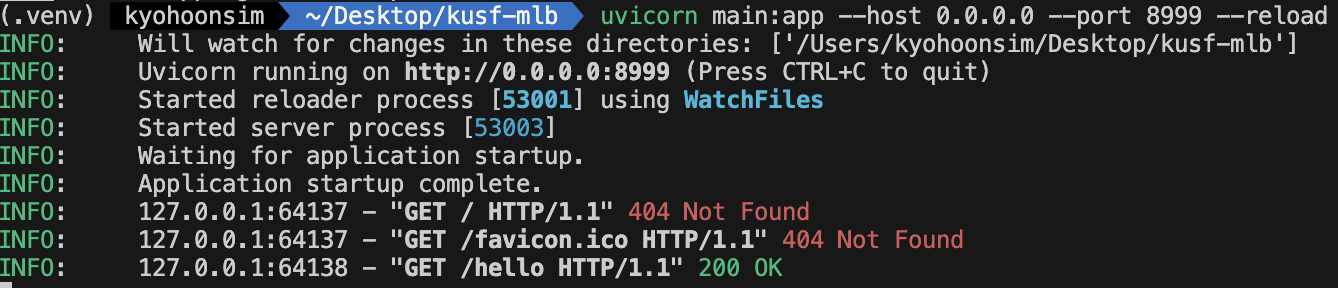 (.venv) kyohoonsim ~/Desktop/kusf-mlb uvicorn main:app --host 0.0.0.0 --port 8999 --reload
INFO: Will watch for changes in these directories: ['/Users/kyohoonsim/Desktop/kusf-mlb']
INFO: Uvicorn running on http://0.0.0.0:8999 (Press CTRL+C to quit)
INFO: Started reloader process [53001] using WatchFiles
INFO: Started server process [53003]
INFO: Waiting for application startup.
INFO: Application startup complete.
INFO: 127.0.0.1:64137 - "GET / HTTP/1.1" 404 Not Found
INFO: 127.0.0.1:64137 - "GET /favicon.ico HTTP/1.1" 404 Not Found
INFO: 127.0.0.1:64138 - "GET /hello HTTP/1.1" 200 OK